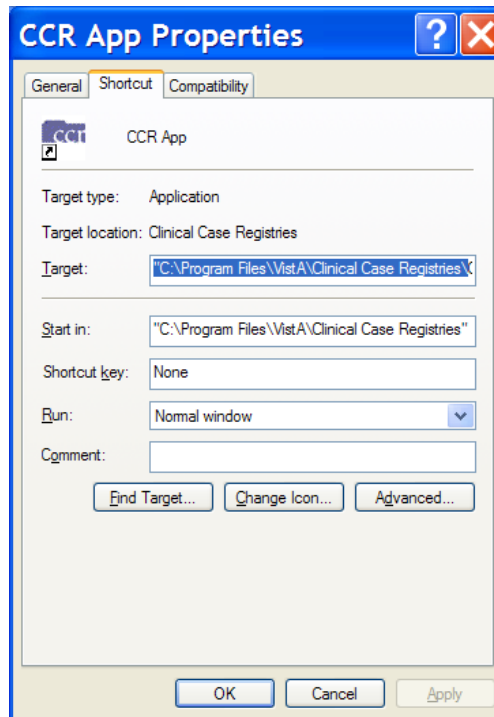 CCR App Properties ?
General Shortcut Compatibility
ccr CCR App
Target type: Application
Target location: Clinical Case Registries
Target: "C:\Program Files\VistA\Clinical Case Registries\C
Start in: "C:\Program Files\VistA\Clinical Case Registries"
Shortcut key: None
Run: Normal window
Comment:
Find Target... Change Icon... Advanced...
OK Cancel Apply